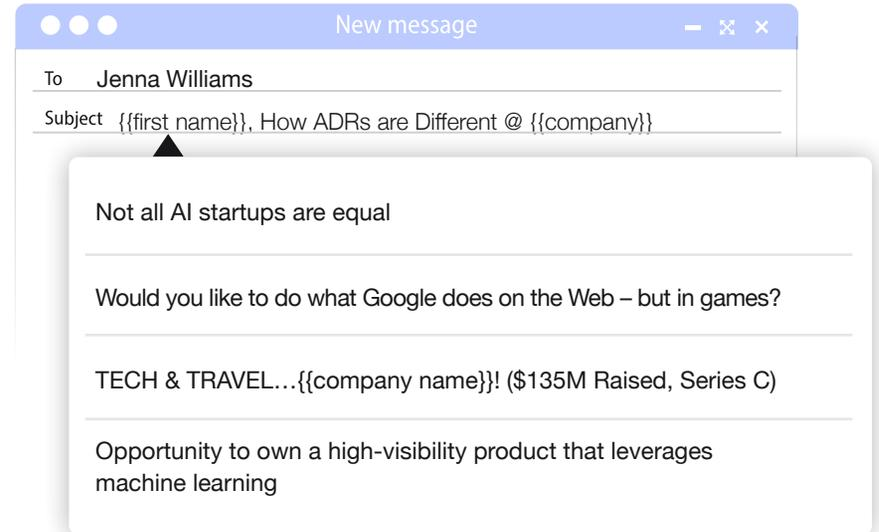 New message
To Jenna Williams
Subject {{first name}}, How ADRs are Different @ {{company}}
Not all AI startups are equal
Would you like to do what Google does on the Web – but in games?
TECH & TRAVEL…{{company name}}! ($135M Raised, Series C)
Opportunity to own a high-visibility product that leverages
machine learning